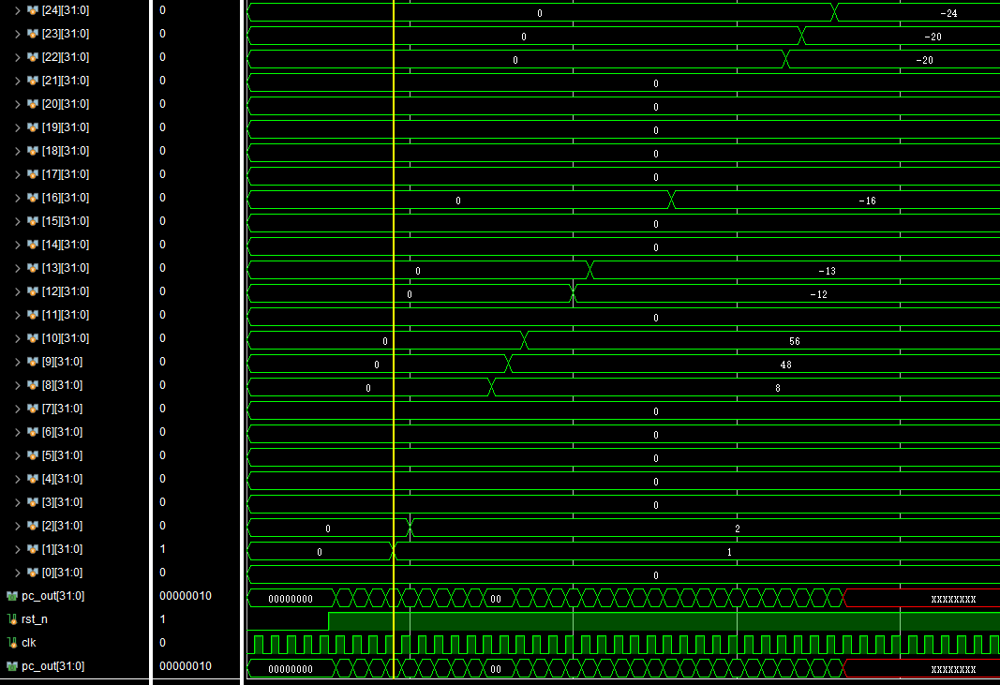 [24][31:0] 0 0 -24
[23][31:0] 0 0 -20
[22][31:0] 0 0 -20
[21][31:0] 0 0
[20][31:0] 0 0
[19][31:0] 0 0
[18][31:0] 0 0
[17][31:0] 0 0
[16][31:0] 0 0 -16
[15][31:0] 0 0
[14][31:0] 0 0
[13][31:0] 0 0 -13
[12][31:0] 0 0 -12
[11][31:0] 0 0
[10][31:0] 0 0 56
[9][31:0] 0 0 48
[8][31:0] 0 0 8
[7][31:0] 0 0
[6][31:0] 0 0
[5][31:0] 0 0
[4][31:0] 0 0
[3][31:0] 0 0
[2][31:0] 0 0 2
[1][31:0] 1 0 1
[0][31:0] 0 0
pc_out[31:0] 00000010 00000000 00 XXXXXXXX
rst_n 1
clk 0
pc_out[31:0] 00000010 00000000 00 XXXXXXXX